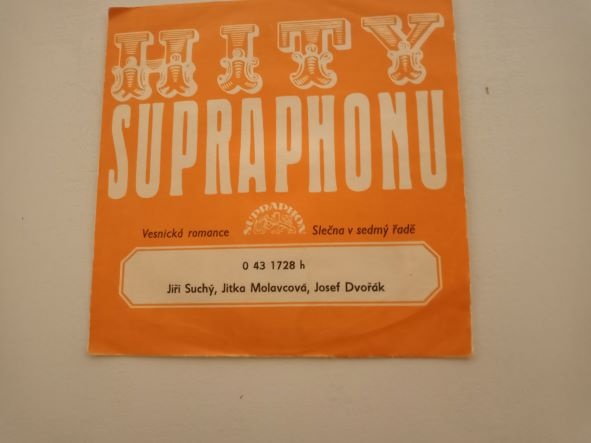 HITY
SUPRAPHONU
Vesnická romance SUPRAPHON Slečna v sedmý řadě
0 43 1728 h
Jiří Suchý, Jitka Molavcová, Josef Dvořák